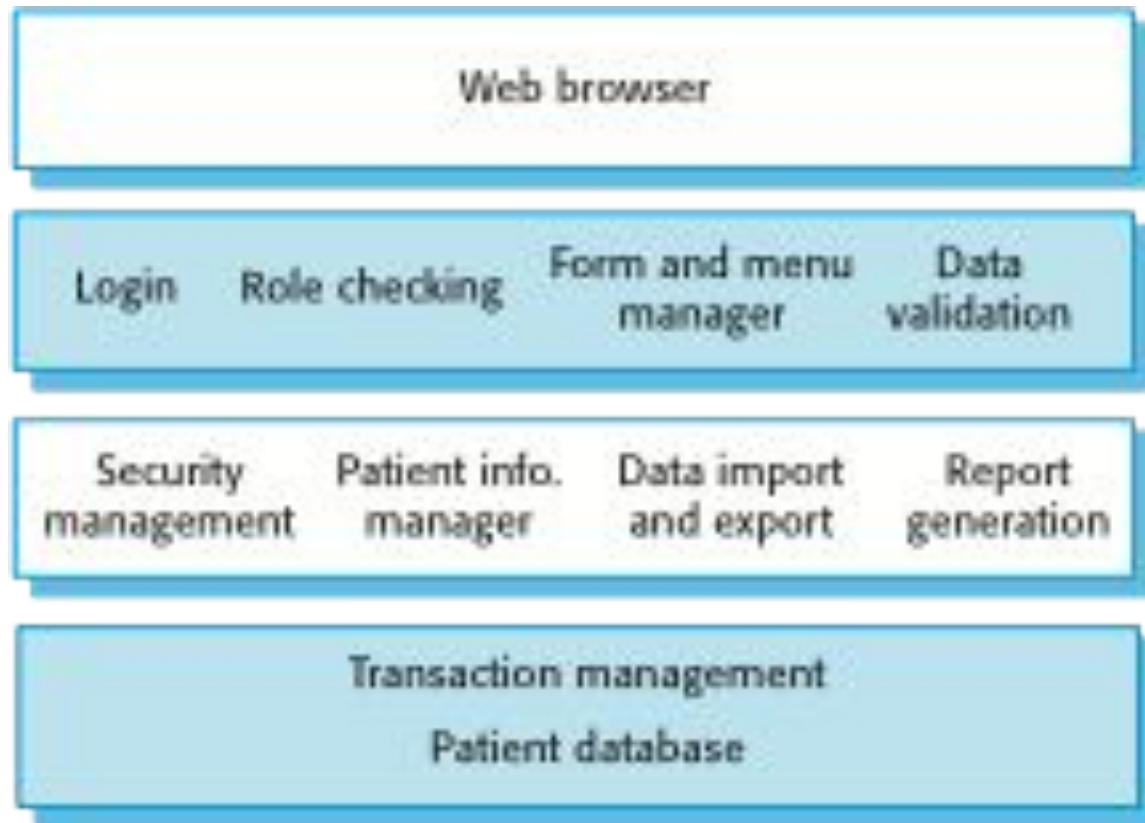 Web browser
Login Role checking Form and menu manager Data validation
Security management Patient info. manager Data import and export Report generation
Transaction management
Patient database